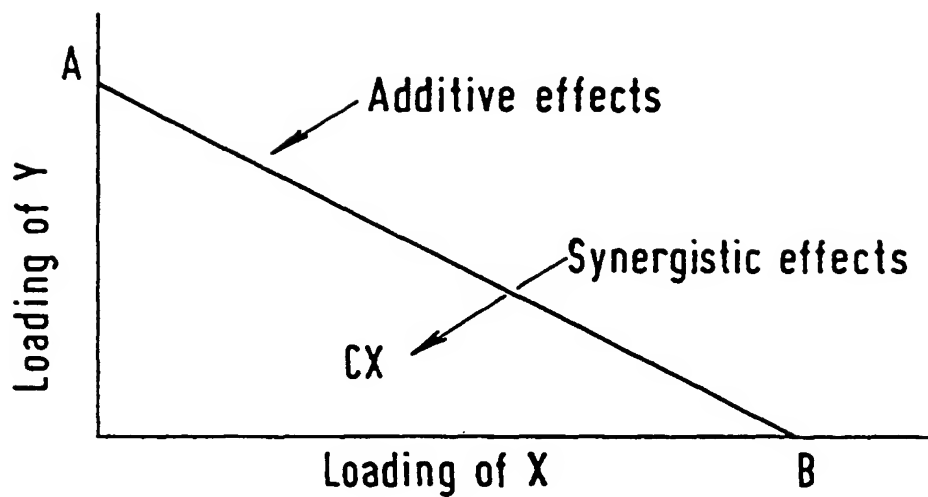 A
Additive effects
Loading of Y
Synergistic effects
CX
Loading of X
B